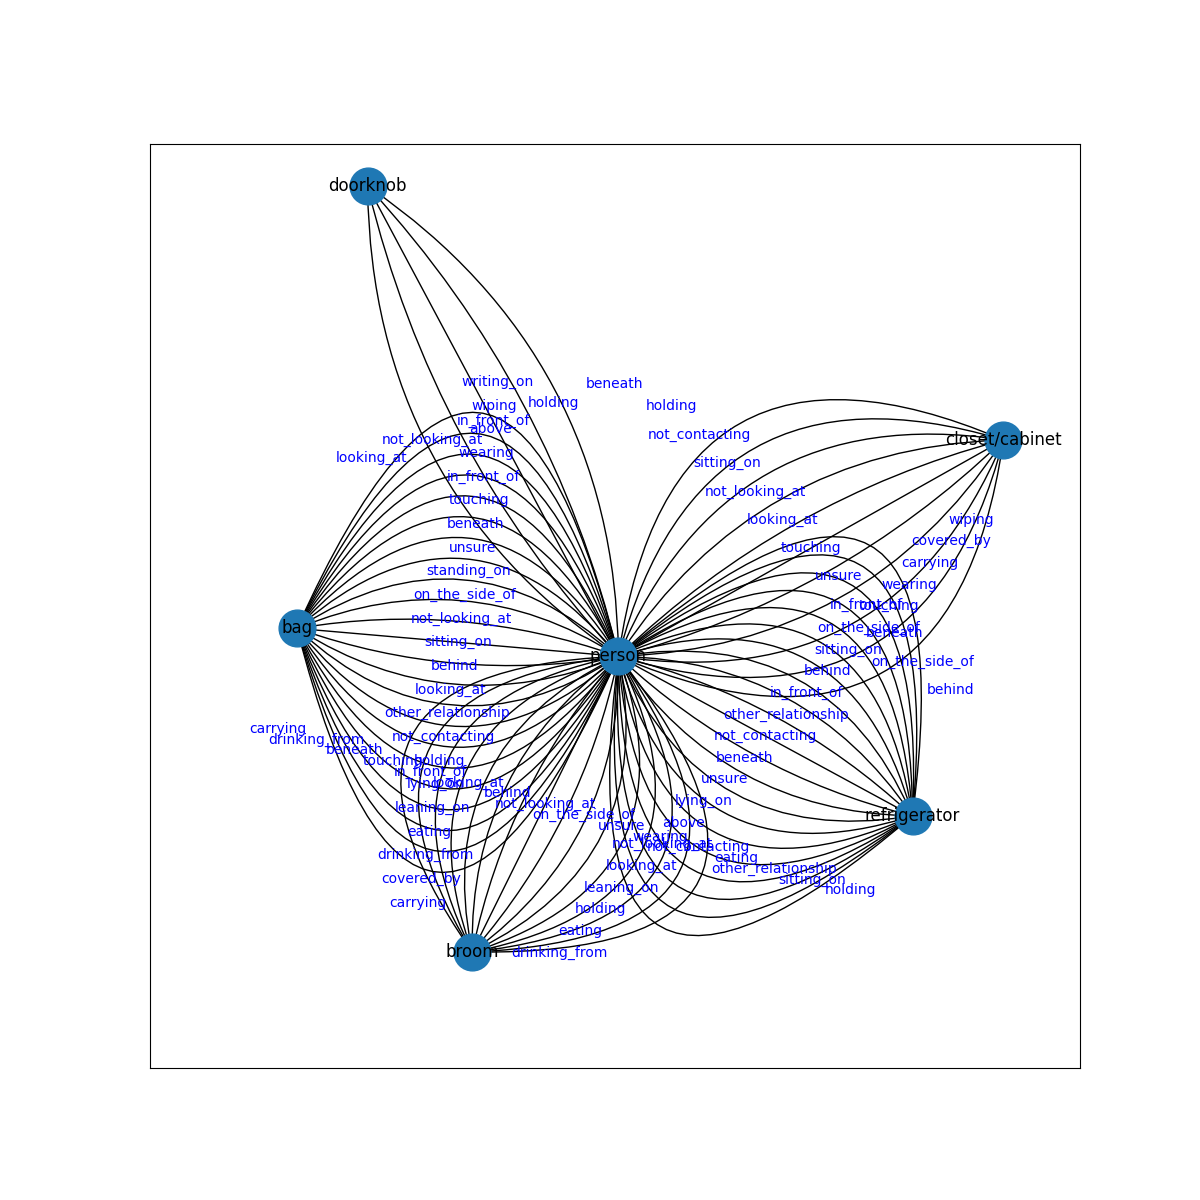 doorknob
writing_on
beneath
wiping
holding
holding
in_front_of
above
not_contacting
not_looking_at
closet/cabinet
wearing
looking_at
sitting_on
in_front_of
not_looking_at
touching
looking_at
wiping
beneath
covered_by
unsure
touching
carrying
standing_on
unsure
wearing
on_the_side_of
in_front_of
touching
not_looking_at
bag
on_the_side_of
beneath
sitting_on
sitting_on
person
on_the_side_of
behind
behind
looking_at
in_front_of
behind
other_relationship
other_relationship
carrying
not_contacting
not_contacting
drinking_from
beneath
beneath
touching
holding
in_front_of
unsure
lying_on
looking_at
behind
lying_on
not_looking_at
leaning_on
on_the_side_of
refrigerator
above
unsure
eating
wearing
not_looking_at
not_contacting
drinking_from
eating
looking_at
other_relationship
covered_by
sitting_on
leaning_on
holding
carrying
holding
eating
broom
drinking_from